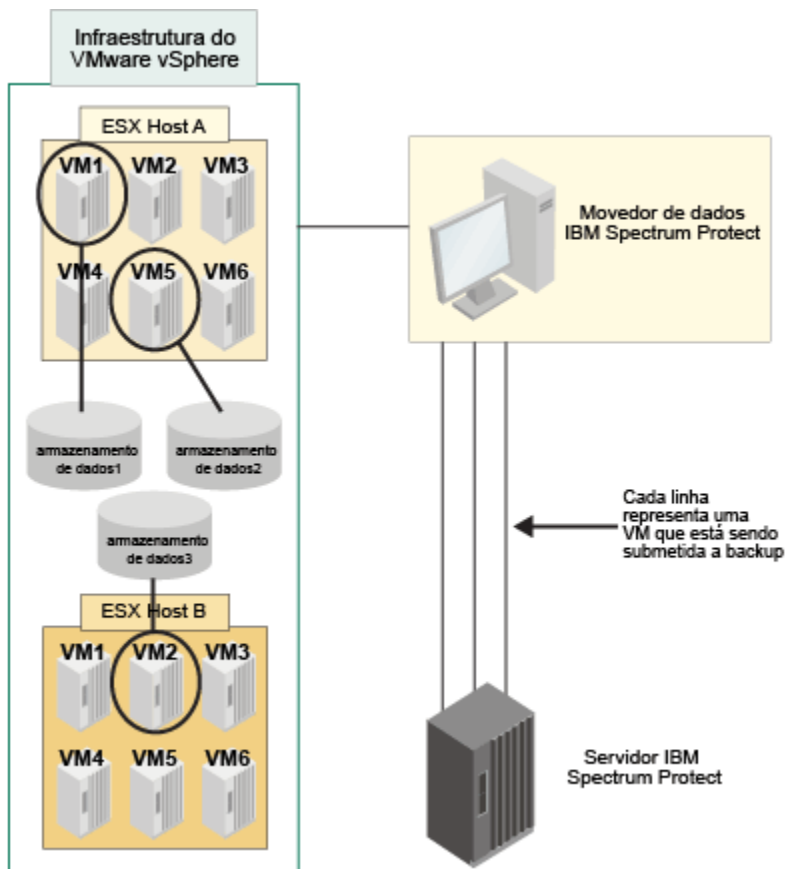 Infraestrutura do
VMware vSphere
ESX Host A
VM1 VM2 VM3
VM4 VM5 VM6
armazenamento
de dados1
armazenamento
de dados2
armazenamento
de dados3
ESX Host B
VM1 VM2 VM3
VM4 VM5 VM6
Movedor de dados
IBM Spectrum Protect
Cada linha
representa uma
VM que está sendo
submetida a backup
Servidor IBM
Spectrum Protect